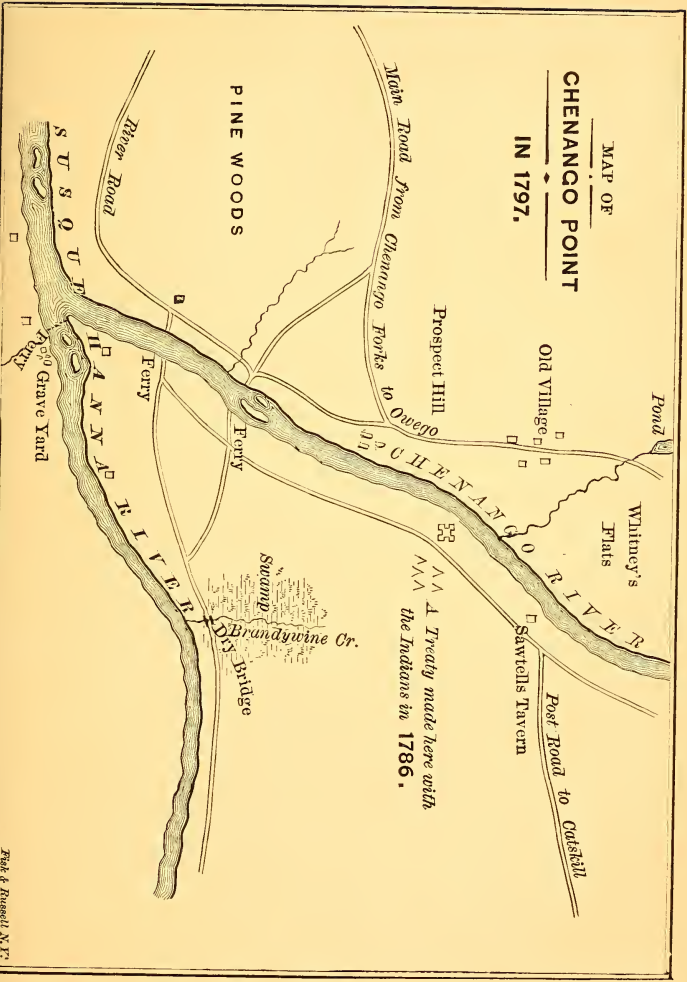 MAP OF
CHENANGO POINT
IN 1797.
Pond
Whitney's
Flats
Old Village
Prospect Hill
Main Road from Chenango Forks to Owego
CHENANGO RIVER
Sawtells Tavern
Post Road to Catskill
A Treaty made here with
the Indians in 1786.
PINE WOODS
River Road
Ferry
Ferry
Swamp
Brandywine Cr.
Dry Bridge
SUSQUEHANNA RIVER
Ferry
Grave Yard
Fisk & Russell N.Y.